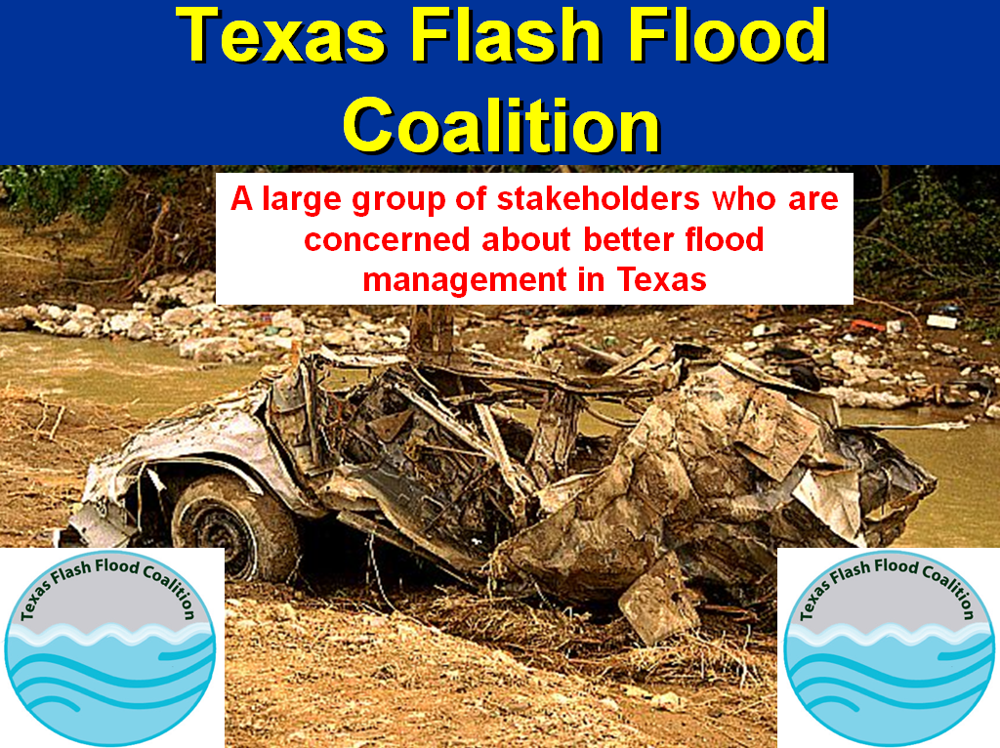 Texas Flash Flood
Coalition
A large group of stakeholders who are
concerned about better flood
management in Texas
Texas Flash Flood Coalition
Texas Flash Flood Coalition